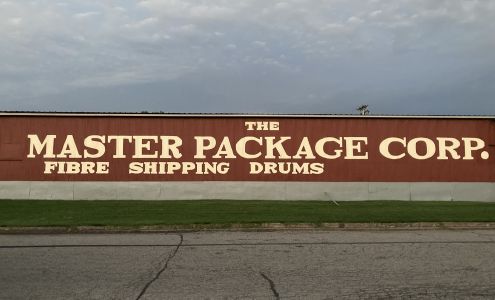 THE
MASTER PACKAGE CORP.
FIBRE SHIPPING DRUMS